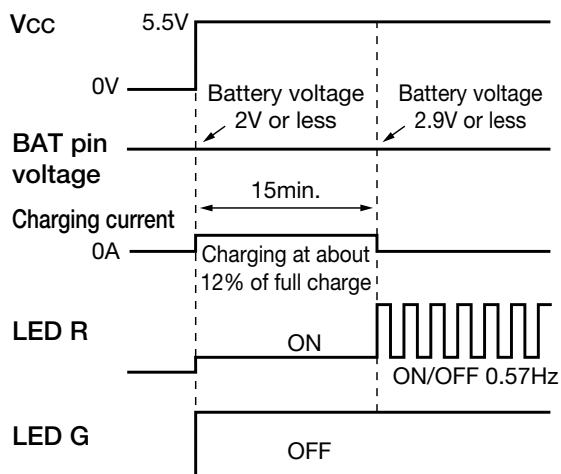 Vcc 5.5V
0V
Battery voltage
2V or less
Battery voltage
2.9V or less
BAT pin
voltage
15min.
Charging current
0A
Charging at about
12% of full charge
LED R
ON
ON/OFF 0.57Hz
LED G
OFF